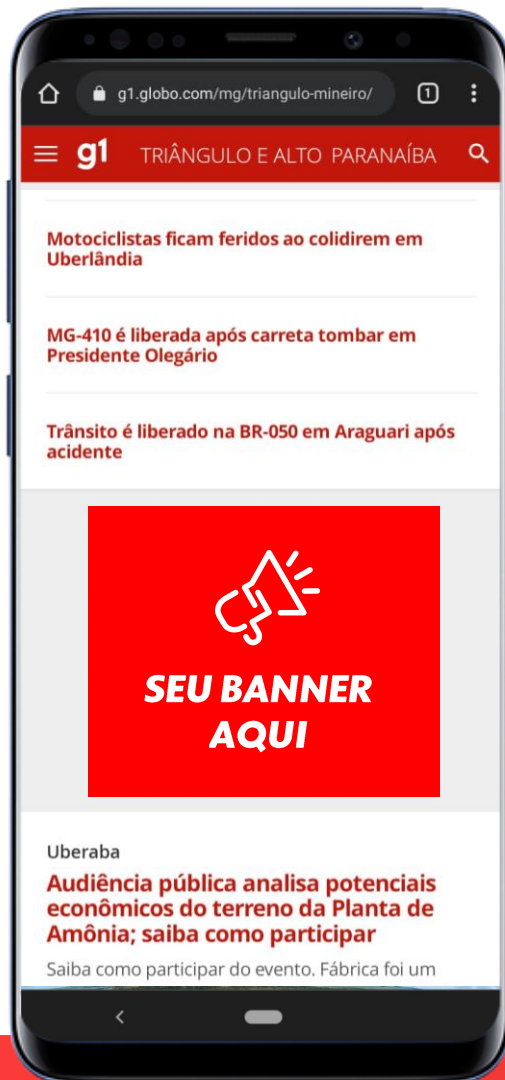 g1.globo.com/mg/triangulo-mineiro/ 1
g1 TRIÂNGULO E ALTO PARANAÍBA
Motociclistas ficam feridos ao colidirem em
Uberlândia
MG-410 é liberada após carreta tombar em
Presidente Olegário
Trânsito é liberado na BR-050 em Araguari após
acidente
SEU BANNER
AQUI
Uberaba
Audiência pública analisa potenciais
econômicos do terreno da Planta de
Amônia; saiba como participar
Saiba como participar do evento. Fábrica foi um